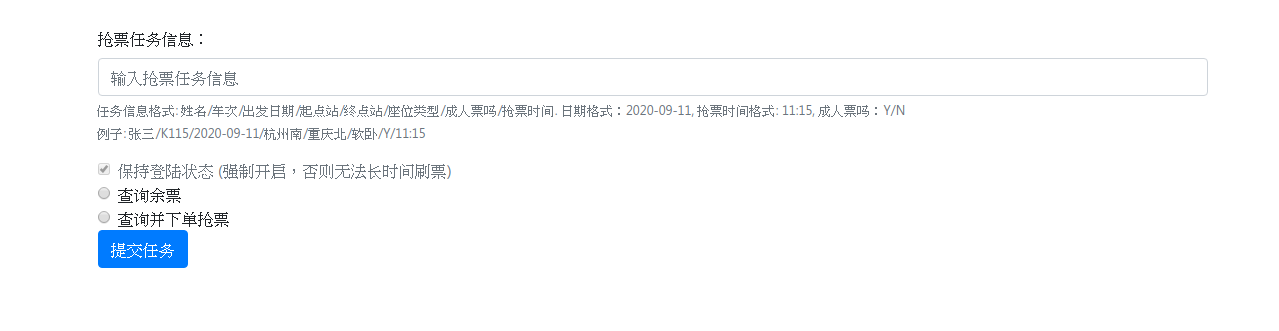 抢票任务信息：
输入抢票任务信息
任务信息格式: 姓名/车次/出发日期/起点站/终点站/座位类型/成人票吗/抢票时间. 日期格式：2020-09-11, 抢票时间格式: 11:15, 成人票吗：Y/N
例子: 张三/K115/2020-09-11/杭州南/重庆北/软卧/Y/11:15
保持登陆状态 (强制开启，否则无法长时间刷票)
查询余票
查询并下单抢票
提交任务